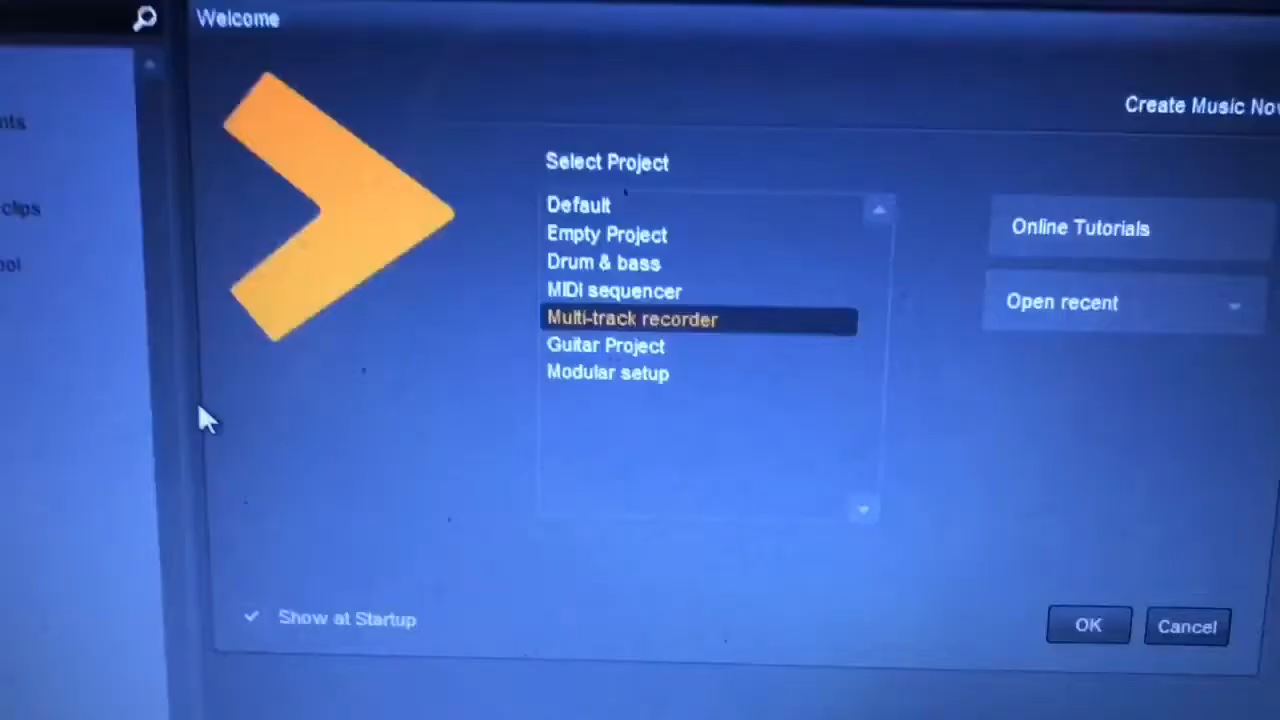 Welcome
Create Music
Select Project
Default
Empty Project
Drum & bass
MIDI sequencer
Multi-track recorder
Guitar Project
Modular setup
Online Tutorials
Open recent
clips
Show at Startup
OK
Cancel